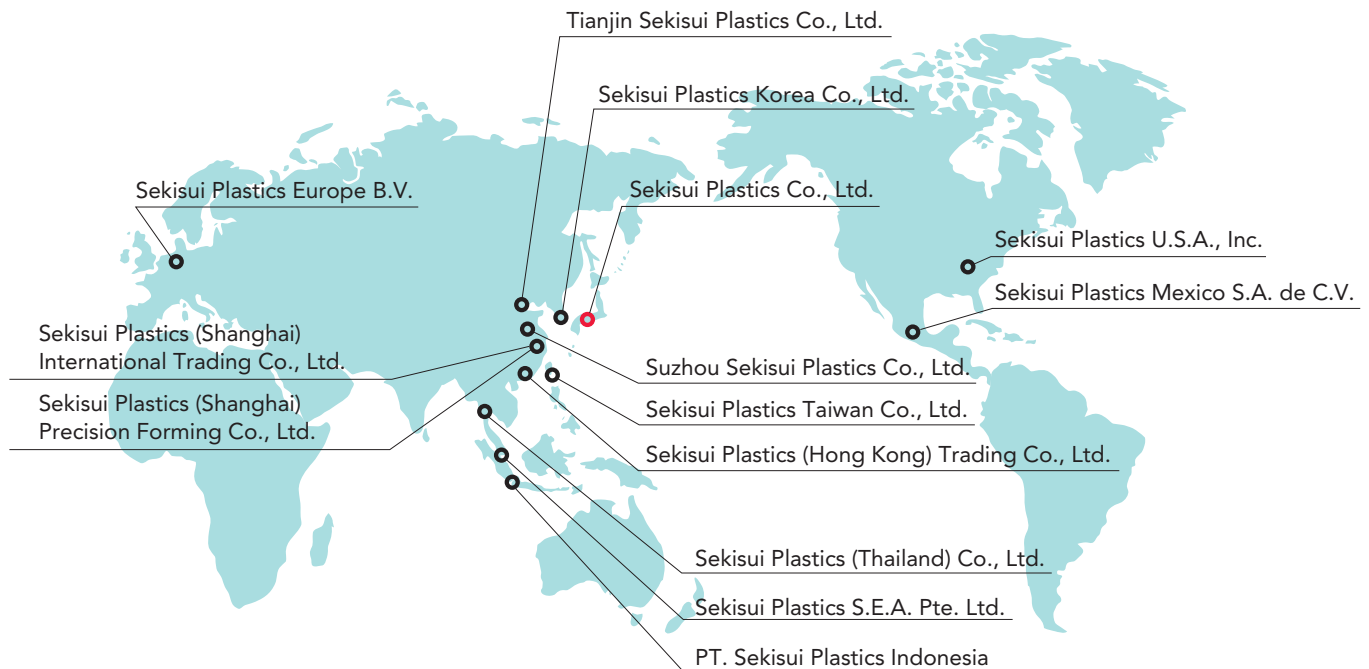 Tianjin Sekisui Plastics Co., Ltd.
Sekisui Plastics Korea Co., Ltd.
Sekisui Plastics Europe B.V.
Sekisui Plastics Co., Ltd.
Sekisui Plastics U.S.A., Inc.
Sekisui Plastics Mexico S.A. de C.V.
Sekisui Plastics (Shanghai)
International Trading Co., Ltd.
Suzhou Sekisui Plastics Co., Ltd.
Sekisui Plastics (Shanghai)
Precision Forming Co., Ltd.
Sekisui Plastics Taiwan Co., Ltd.
Sekisui Plastics (Hong Kong) Trading Co., Ltd.
Sekisui Plastics (Thailand) Co., Ltd.
Sekisui Plastics S.E.A. Pte. Ltd.
PT. Sekisui Plastics Indonesia